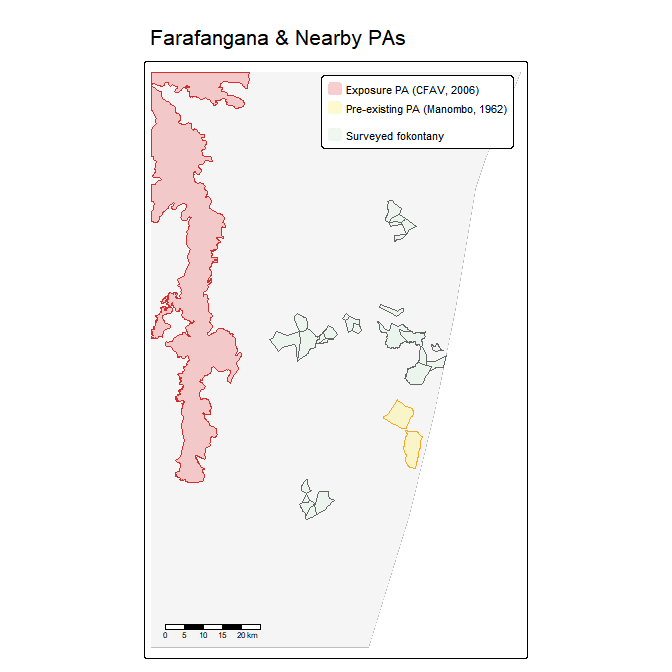 Farafangana & Nearby PAs
Exposure PA (CFAV, 2006)
Pre-existing PA (Manombo, 1962)
Surveyed fokontany
0 5 10 15 20 km